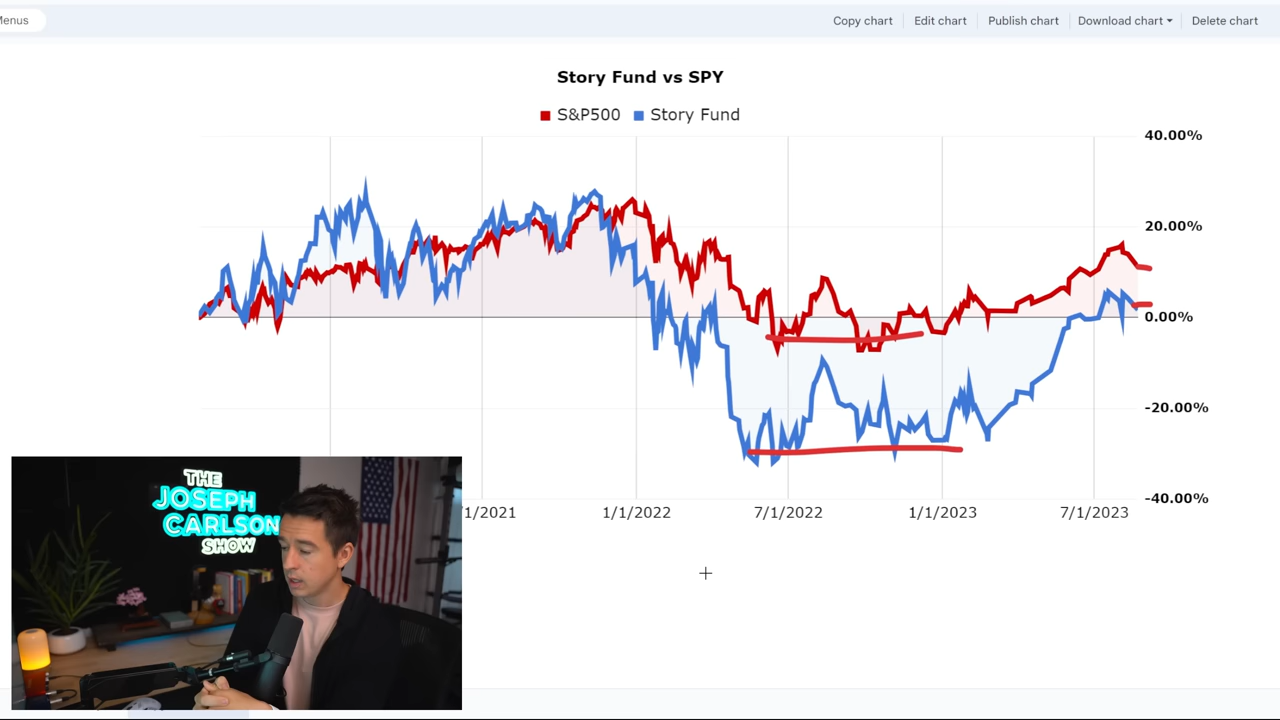 Menus
Copy chart
Edit chart
Publish chart
Download chart
Delete chart
Story Fund vs SPY
S&P500
Story Fund
40.00%
20.00%
0.00%
-20.00%
-40.00%
1/2021
1/1/2022
7/1/2022
1/1/2023
7/1/2023
THE
JOSEPH
CARLSON
SHOW